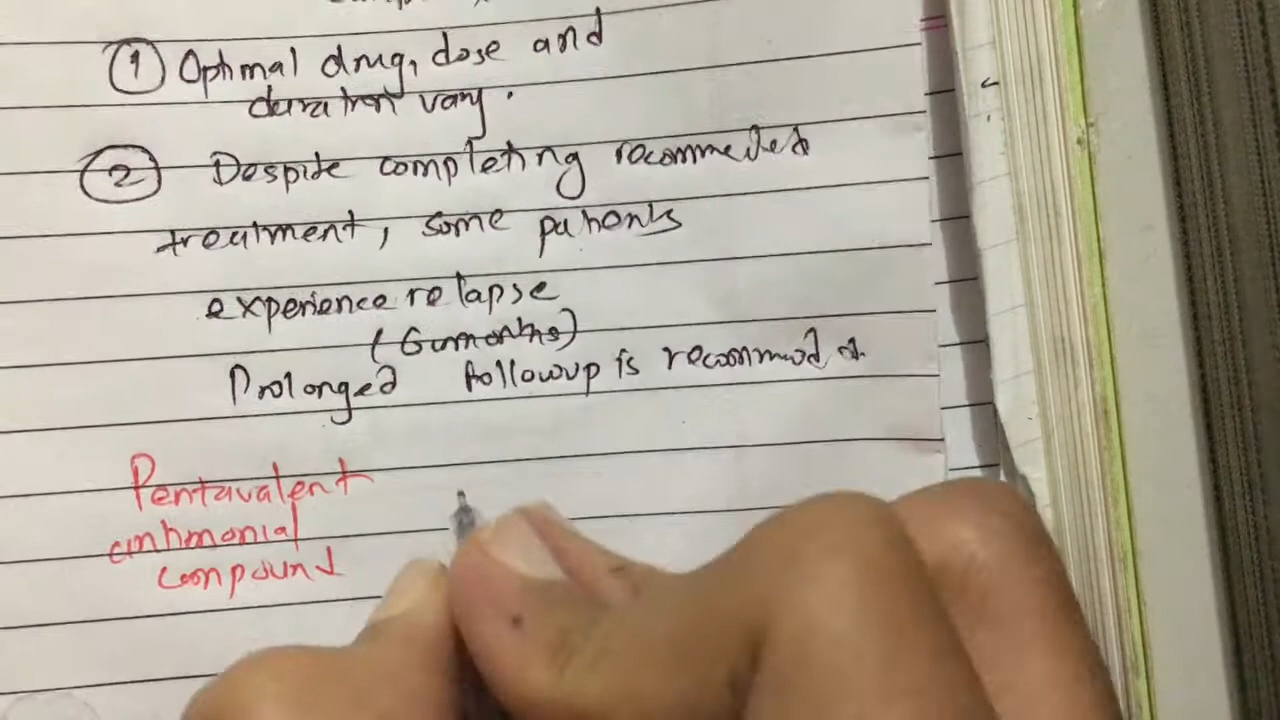 ① Optimal drug, dose and
duration vary.
② Despite completing recommended
treatment, some patients
experience relapse
(6 months)
Prolonged followup is recommended
Pentavalent
antimonial
compound